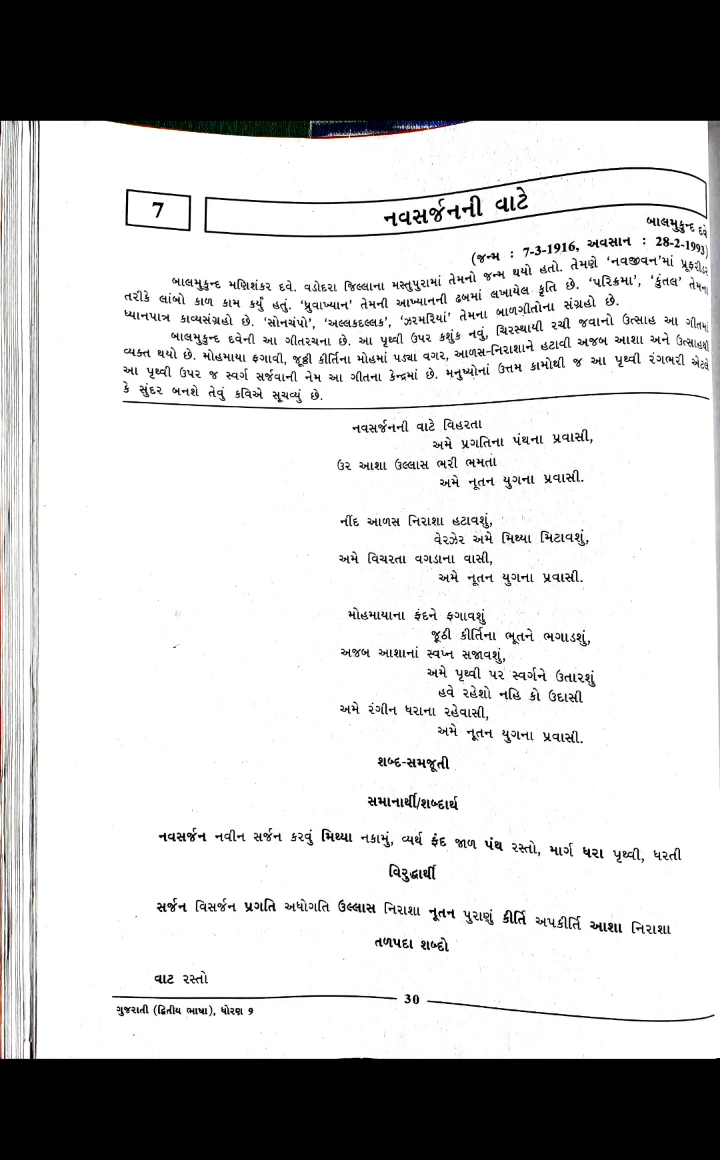 7
નવસર્જનની વાટે
બાલમુકુન્દ દવે
(જન્મ : 7-3-1916, અવસાન : 28-2-1993)
બાલમુકુન્દ મણિશંકર દવે. વડોદરા જિલ્લાના મસ્તુપુરામાં તેમનો જન્મ થયો હતો. તેમણે ‘નવજીવન’માં પ્રૂફરીડર
તરીકે લાંબો કાળ કામ કર્યું હતું. ‘ધ્રુવાખ્યાન’ તેમની આખ્યાનની ઢબમાં લખાયેલ કૃતિ છે. ‘પરિક્રમા’, ‘કુંતલ’ તેમના
ધ્યાનપાત્ર કાવ્યસંગ્રહો છે. ‘સોનચંપો’, ‘અલ્લકદલ્લક’, ‘ઝરમરિયાં’ તેમના બાળગીતોના સંગ્રહો છે.
બાલમુકુન્દ દવેની આ ગીતરચના છે. આ પૃથ્વી ઉપર કશુંક નવું, ચિરસ્થાયી રચી જવાનો ઉત્સાહ આ ગીતમાં
વ્યક્ત થયો છે. મોહમાયા ફગાવી, જૂઠ્ઠી કીર્તિના મોહમાં પડ્યા વગર, આળસ-નિરાશાને હટાવી અજબ આશા અને ઉત્સાહથી
આ પૃથ્વી ઉપર જ સ્વર્ગ સર્જવાની નેમ આ ગીતના કેન્દ્રમાં છે. મનુષ્યોનાં ઉત્તમ કામોથી જ આ પૃથ્વી રંગભરી એટલે
કે સુંદર બનશે તેવું કવિએ સૂચવ્યું છે.
નવસર્જનની વાટે વિહરતા
અમે પ્રગતિના પંથના પ્રવાસી,
ઉર આશા ઉલ્લાસ ભરી ભમતાં
અમે નૂતન યુગના પ્રવાસી.
નીંદ આળસ નિરાશા હટાવશું,
વેરઝેર અમે મિથ્યા મિટાવશું,
અમે વિચરતા વગડાના વાસી,
અમે નૂતન યુગના પ્રવાસી.
મોહમાયાના ફંદને ફગાવશું
જૂઠી કીર્તિના ભૂતને ભગાડશું,
અજબ આશાનાં સ્વપ્ન સજાવશું,
અમે પૃથ્વી પર સ્વર્ગને ઉતારશું
હવે રહેશો નહિ કો ઉદાસી
અમે રંગીન ધરાના રહેવાસી,
અમે નૂતન યુગના પ્રવાસી.
શબ્દ-સમજૂતી
સમાનાર્થી/શબ્દાર્થ
નવસર્જન નવીન સર્જન કરવું મિથ્યા નકામું, વ્યર્થ ફંદ જાળ પંથ રસ્તો, માર્ગ ધરા પૃથ્વી, ધરતી
વિરુદ્ધાર્થી
સર્જન વિસર્જન પ્રગતિ અધોગતિ ઉલ્લાસ નિરાશા નૂતન પુરાણું કીર્તિ અપકીર્તિ આશા નિરાશા
તળપદા શબ્દો
વાટ રસ્તો
30
ગુજરાતી (દ્વિતીય ભાષા), ધોરણ 9